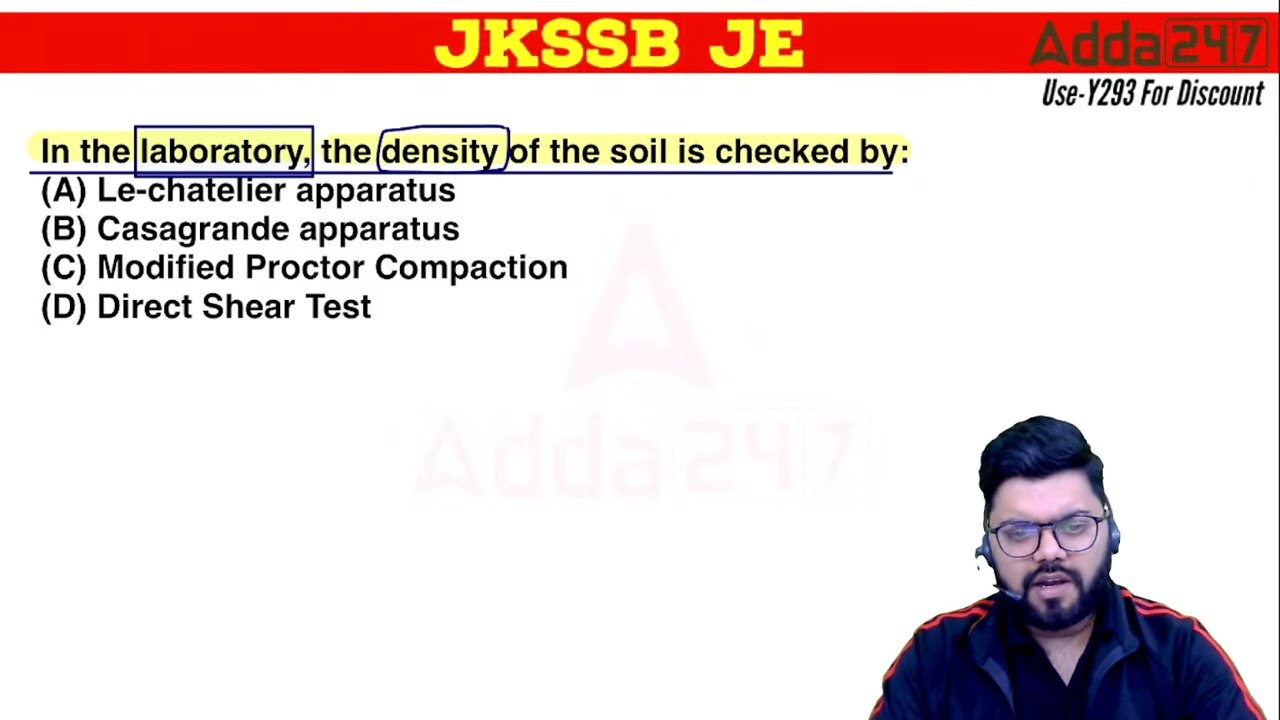 JKSSB JE
Adda247
Use-Y293 For Discount
In the laboratory, the density of the soil is checked by:
(A) Le-chatelier apparatus
(B) Casagrande apparatus
(C) Modified Proctor Compaction
(D) Direct Shear Test
Adda247